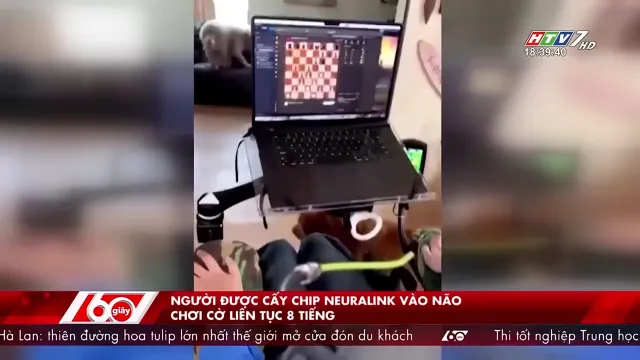 HTV7 HD
18:39:40
60 giây
NGƯỜI ĐƯỢC CẤY CHIP NEURALINK VÀO NÃO
CHƠI CỜ LIÊN TỤC 8 TIẾNG
Hà Lan: thiên đường hoa tulip lớn nhất thế giới mở cửa đón du khách 60 Thi tốt nghiệp Trung học